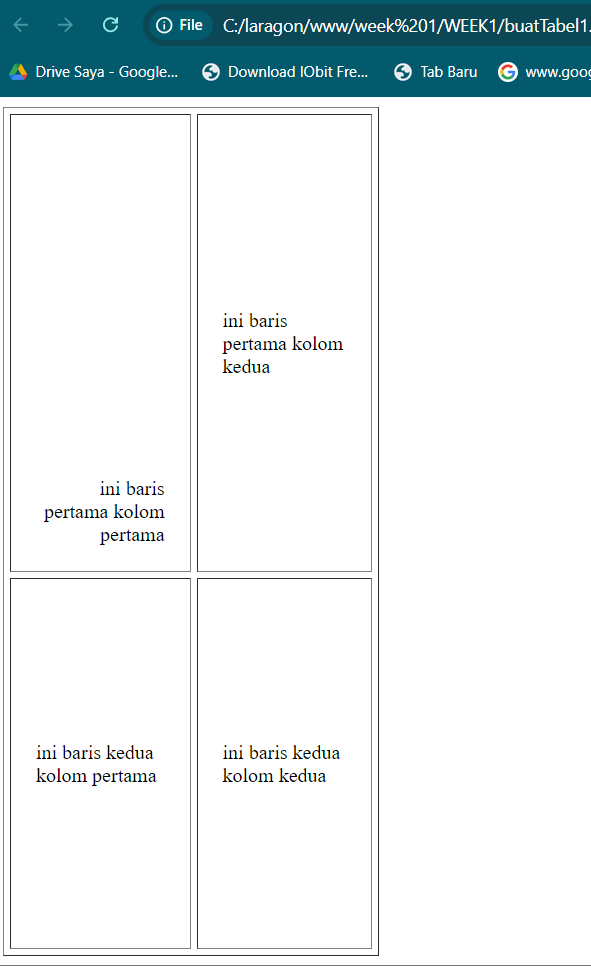 File C:/laragon/www/week%201/WEEK1/buatTabel1.
Drive Saya - Google... Download IObit Fre... Tab Baru www.goog
ini baris
pertama kolom
pertama
ini baris
pertama kolom
kedua
ini baris kedua
kolom pertama
ini baris kedua
kolom kedua